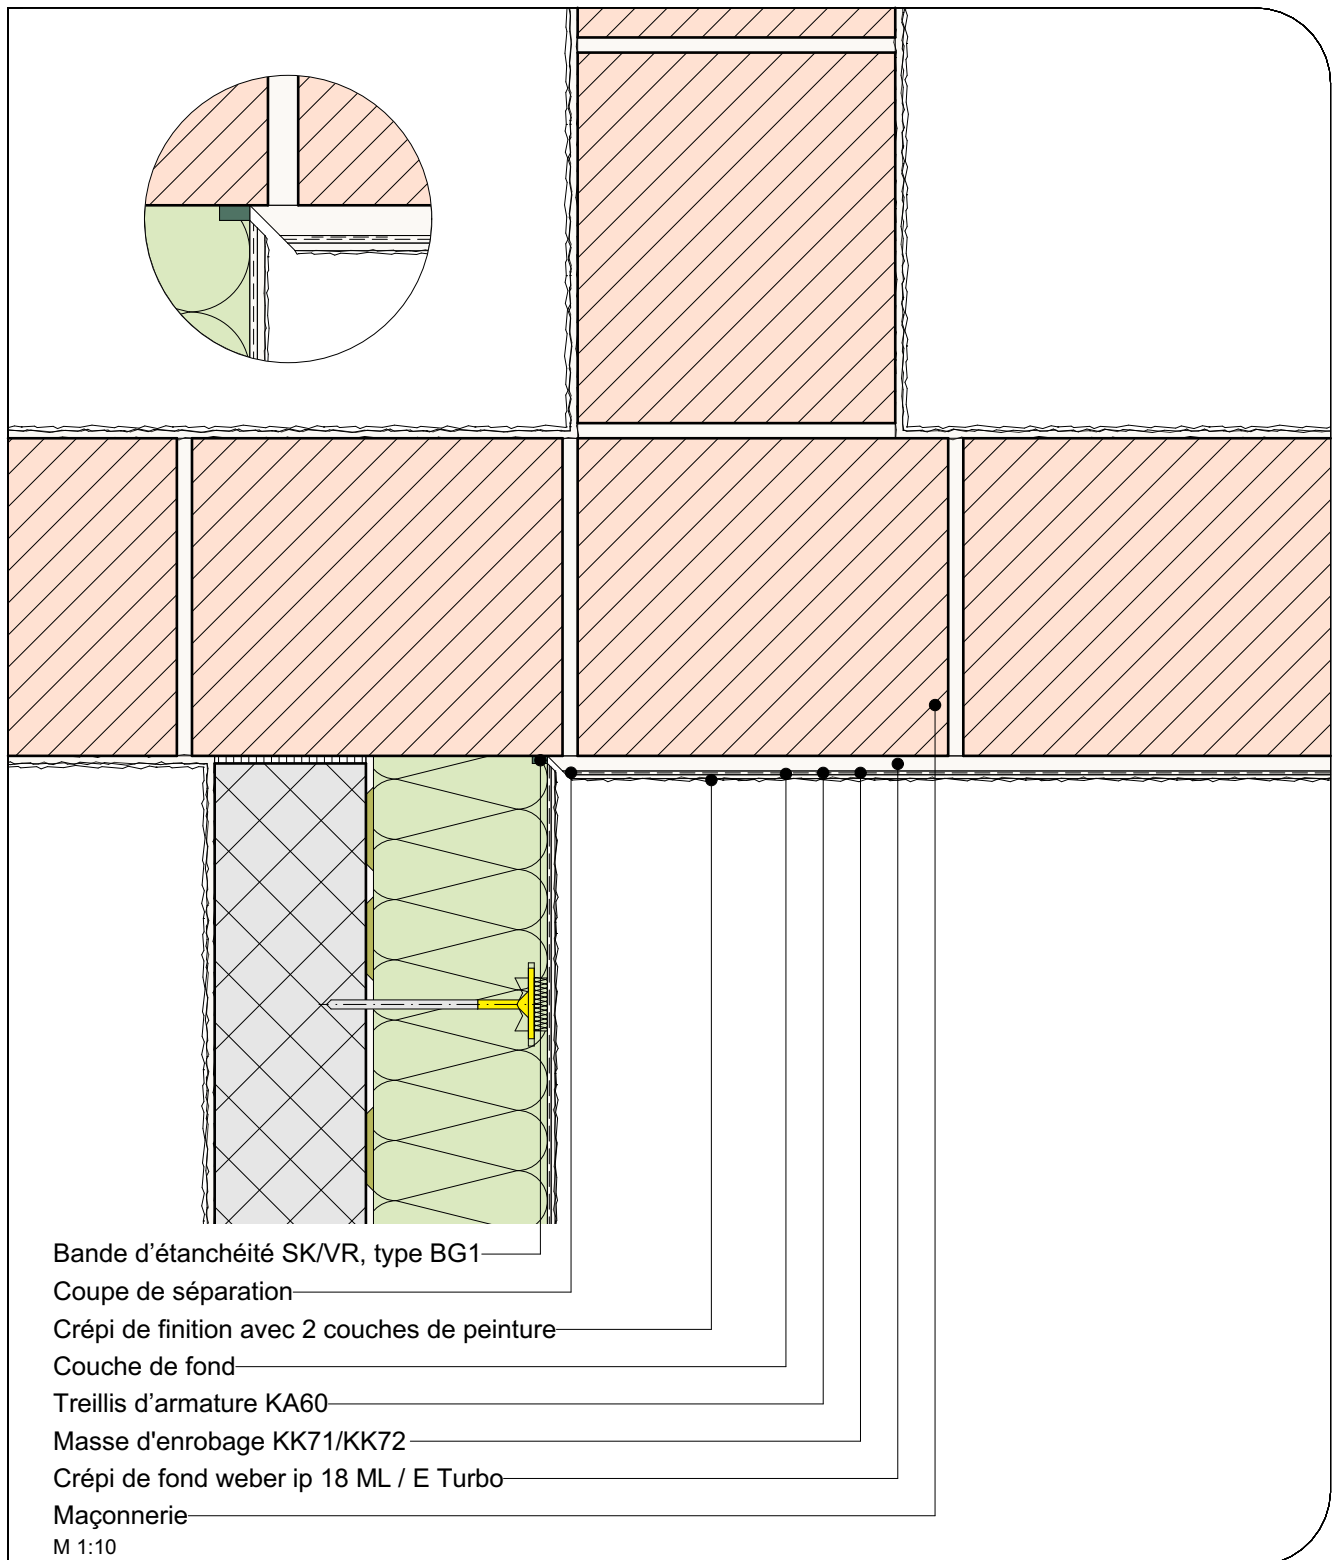 Bande d’étanchéité SK/VR, type BG1
Coupe de séparation
Crépi de finition avec 2 couches de peinture
Couche de fond
Treillis d’armature KA60
Masse d'enrobage KK71/KK72
Crépi de fond weber ip 18 ML / E Turbo
Maçonnerie
M 1:10